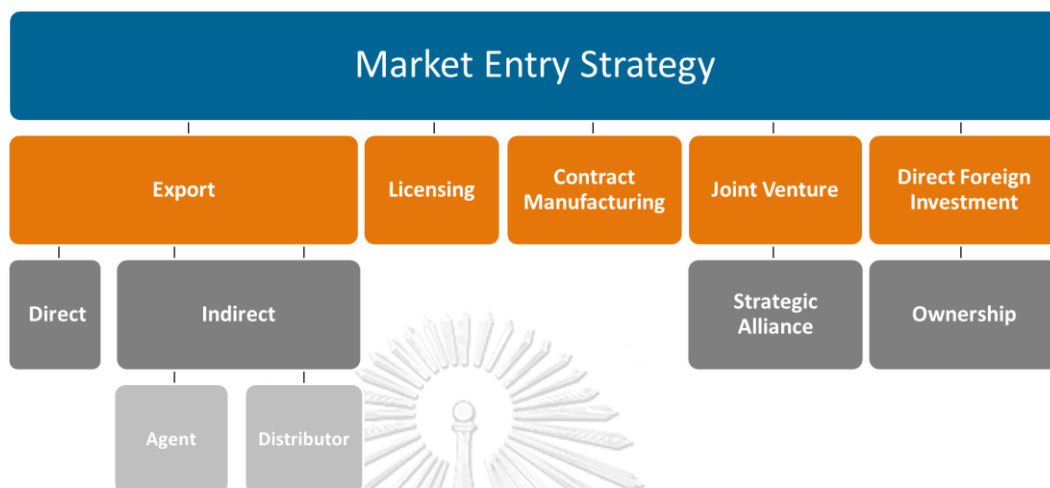 Market Entry Strategy
Export
Licensing
Contract
Manufacturing
Joint Venture
Direct Foreign
Investment
Direct
Indirect
Strategic
Alliance
Ownership
Agent
Distributor